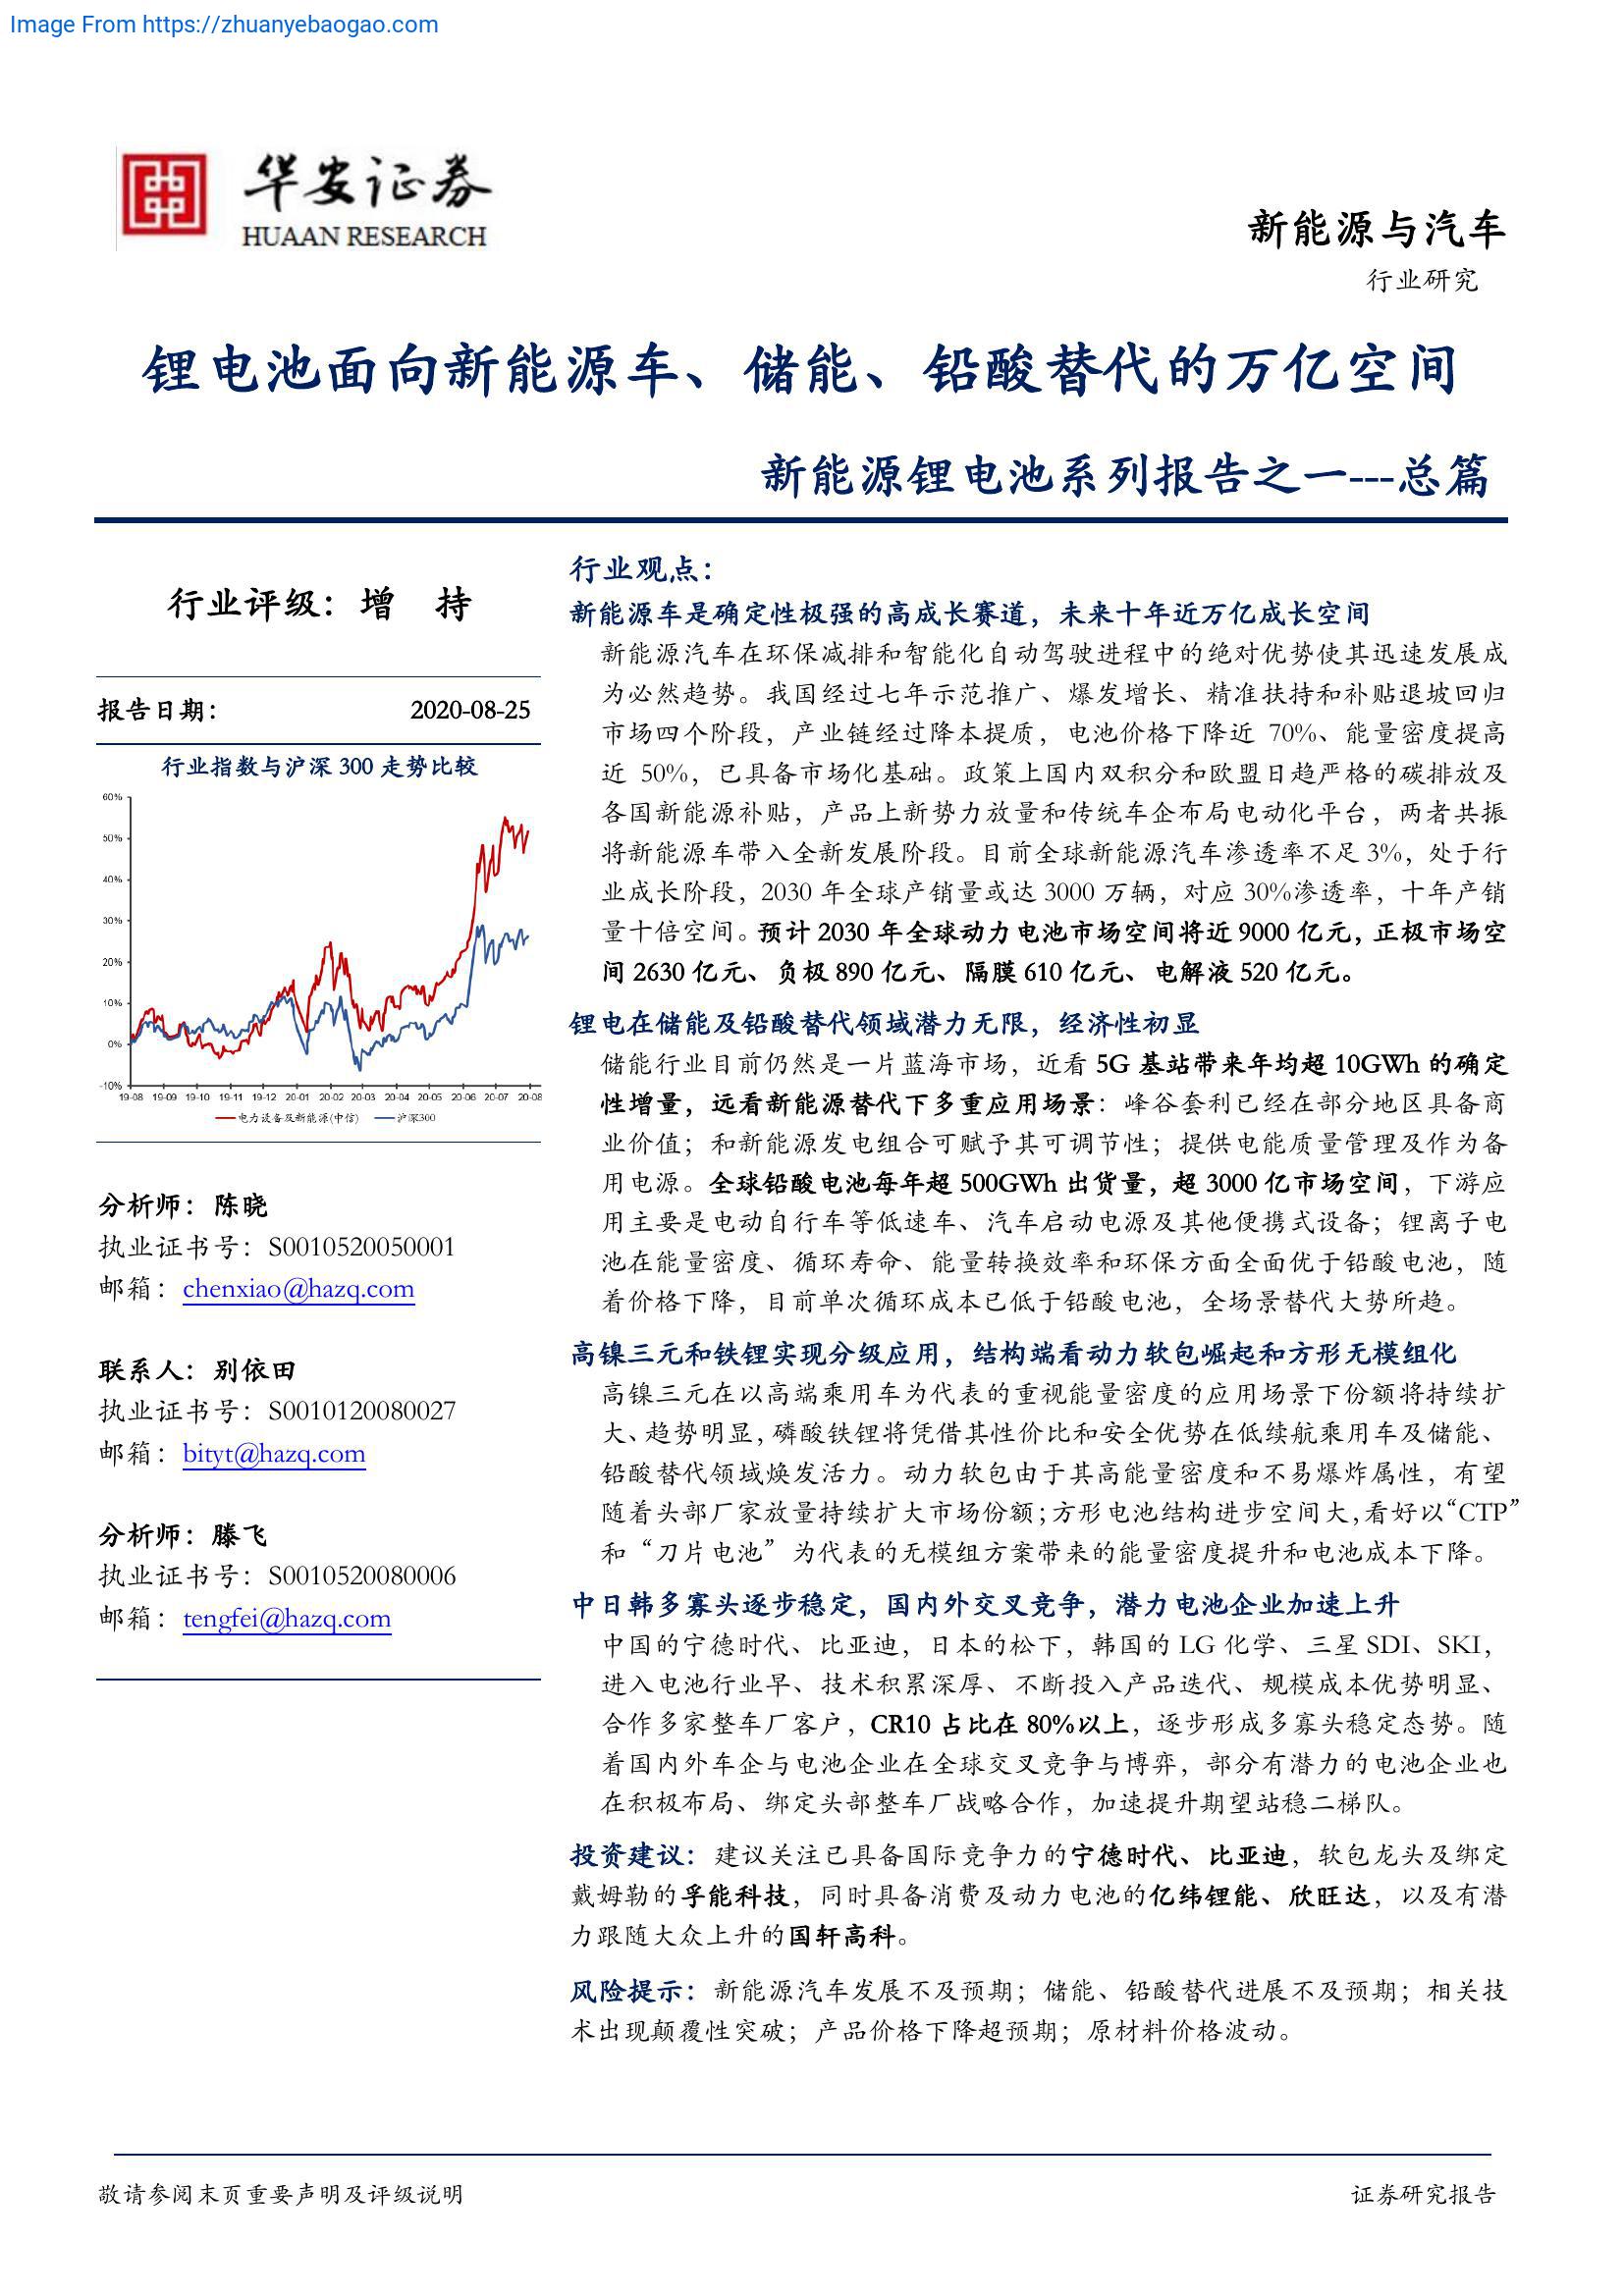 Image From https://zhuanyebaogao.com
华安证券
HUAAN RESEARCH
新能源与汽车
行业研究
锂电池面向新能源车、储能、铅酸替代的万亿空间
新能源锂电池系列报告之一---总篇
行业评级：增 持
报告日期： 2020-08-25
行业指数与沪深 300 走势比较
60%
50%
40%
30%
20%
10%
0%
-10%
19-08 19-09 19-10 19-11 19-12 20-01 20-02 20-03 20-04 20-05 20-06 20-07 20-08
电力设备及新能源(中信) 沪深300
分析师：陈晓
执业证书号：S0010520050001
邮箱：chenxiao@hazq.com
联系人：别依田
执业证书号：S0010120080027
邮箱：bityt@hazq.com
分析师：滕飞
执业证书号：S0010520080006
邮箱：tengfei@hazq.com
行业观点：
新能源车是确定性极强的高成长赛道，未来十年近万亿成长空间
新能源汽车在环保减排和智能化自动驾驶进程中的绝对优势使其迅速发展成
为必然趋势。我国经过七年示范推广、爆发增长、精准扶持和补贴退坡回归
市场四个阶段，产业链经过降本提质，电池价格下降近 70%、能量密度提高
近 50%，已具备市场化基础。政策上国内双积分和欧盟日趋严格的碳排放及
各国新能源补贴，产品上新势力放量和传统车企布局电动化平台，两者共振
将新能源车带入全新发展阶段。目前全球新能源汽车渗透率不足 3%，处于行
业成长阶段，2030 年全球产销量或达 3000 万辆，对应 30%渗透率，十年产销
量十倍空间。预计 2030 年全球动力电池市场空间将近 9000 亿元，正极市场空
间 2630 亿元、负极 890 亿元、隔膜 610 亿元、电解液 520 亿元。
锂电在储能及铅酸替代领域潜力无限，经济性初显
储能行业目前仍然是一片蓝海市场，近看 5G 基站带来年均超 10GWh 的确定
性增量，远看新能源替代下多重应用场景：峰谷套利已经在部分地区具备商
业价值；和新能源发电组合可赋予其可调节性；提供电能质量管理及作为备
用电源。全球铅酸电池每年超 500GWh 出货量，超 3000 亿市场空间，下游应
用主要是电动自行车等低速车、汽车启动电源及其他便携式设备；锂离子电
池在能量密度、循环寿命、能量转换效率和环保方面全面优于铅酸电池，随
着价格下降，目前单次循环成本已低于铅酸电池，全场景替代大势所趋。
高镍三元和铁锂实现分级应用，结构端看动力软包崛起和方形无模组化
高镍三元在以高端乘用车为代表的重视能量密度的应用场景下份额将持续扩
大、趋势明显，磷酸铁锂将凭借其性价比和安全优势在低续航乘用车及储能、
铅酸替代领域焕发活力。动力软包由于其高能量密度和不易爆炸属性，有望
随着头部厂家放量持续扩大市场份额；方形电池结构进步空间大，看好以“CTP”
和“刀片电池”为代表的无模组方案带来的能量密度提升和电池成本下降。
中日韩多寡头逐步稳定，国内外交叉竞争，潜力电池企业加速上升
中国的宁德时代、比亚迪，日本的松下，韩国的 LG 化学、三星 SDI、SKI，
进入电池行业早、技术积累深厚、不断投入产品迭代、规模成本优势明显、
合作多家整车厂客户，CR10 占比在 80%以上，逐步形成多寡头稳定态势。随
着国内外车企与电池企业在全球交叉竞争与博弈，部分有潜力的电池企业也
在积极布局、绑定头部整车厂战略合作，加速提升期望站稳二梯队。
投资建议：建议关注已具备国际竞争力的宁德时代、比亚迪，软包龙头及绑定
戴姆勒的孚能科技，同时具备消费及动力电池的亿纬锂能、欣旺达，以及有潜
力跟随大众上升的国轩高科。
风险提示：新能源汽车发展不及预期；储能、铅酸替代进展不及预期；相关技
术出现颠覆性突破；产品价格下降超预期；原材料价格波动。
敬请参阅末页重要声明及评级说明 证券研究报告